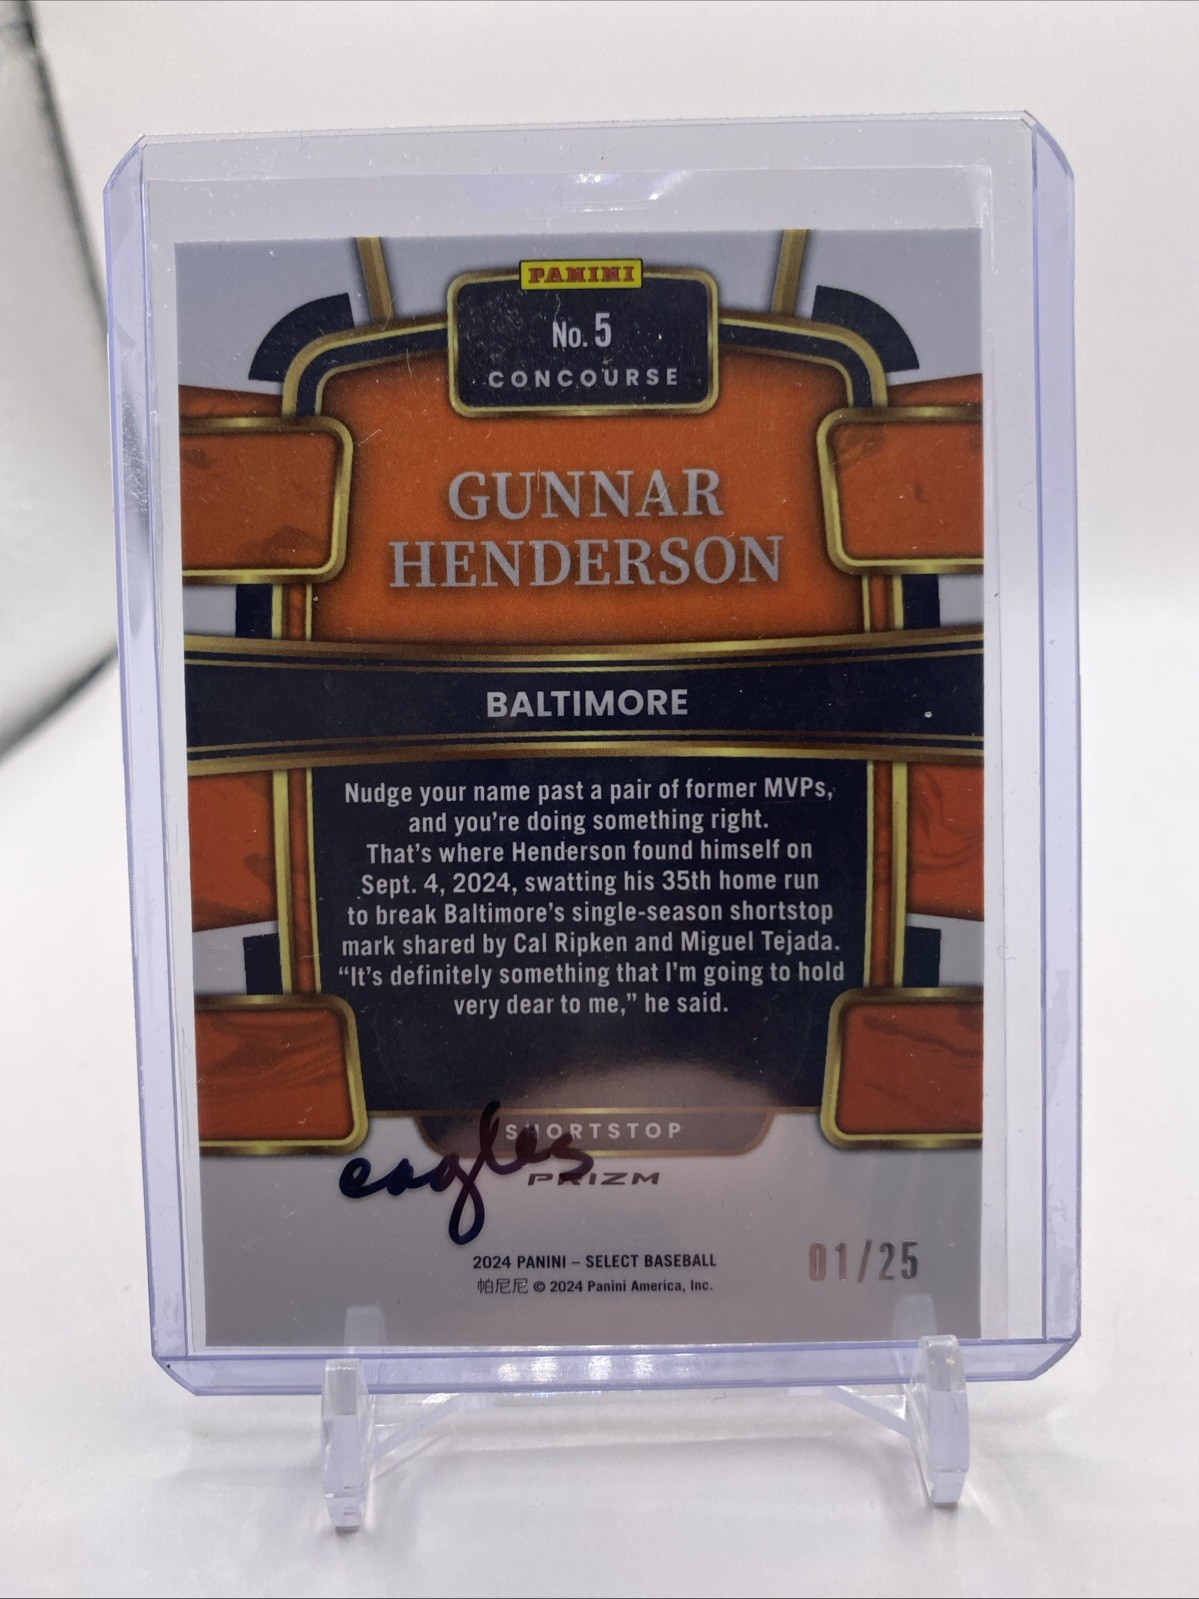 PANINI
No. 5
CONCOURSE
GUNNAR
HENDERSON
BALTIMORE
Nudge your name past a pair of former MVPs,
and you're doing something right.
That's where Henderson found himself on
Sept. 4, 2024, swatting his 35th home run
to break Baltimore's single-season shortstop
mark shared by Cal Ripken and Miguel Tejada.
“It's definitely something that I'm going to hold
very dear to me,” he said.
SHORTSTOP
eagles
PRIZM
2024 PANINI – SELECT BASEBALL
帕尼尼 © 2024 Panini America, Inc.
01/25